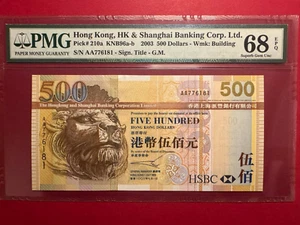 PMG
PAPER MONEY GUARANTY
Hong Kong, HK & Shanghai Banking Corp. Ltd.
Pick# 210a KNB96a-b 2003 500 Dollars - Wmk: Building
S/N AA776181 - Sign. Title - G.M.
68 EPQ
Superb Gem Unc
500
500
The Hongkong and Shanghai Banking Corporation Limited
香港上海滙豐銀行有限公司
AA776181
AA776181
FIVE HUNDRED
HONG KONG DOLLARS
港幣伍佰元
伍佰
HSBC